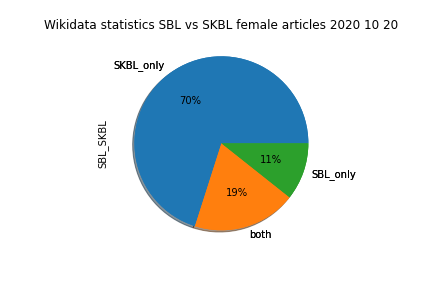 Wikidata statistics SBL vs SKBL female articles 2020 10 20
SKBL_only
70%
SBL_SKBL
11%
SBL_only
19%
both